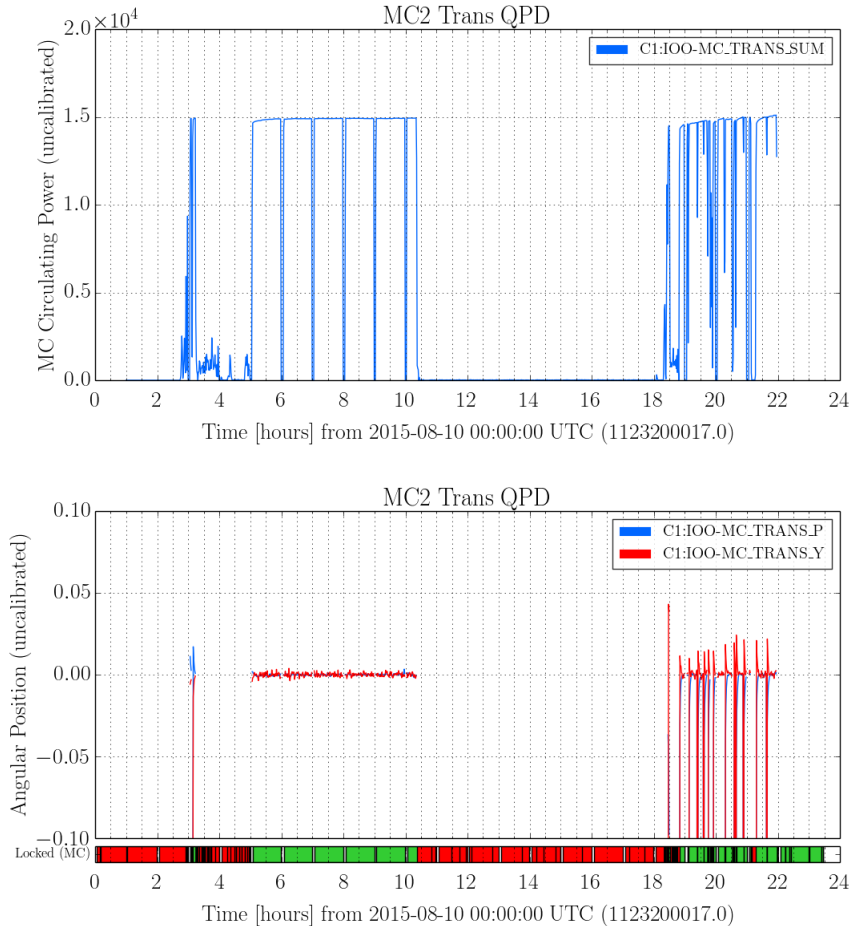 MC2 Trans QPD
2.0 ×10⁴
C1:IOO-MC_TRANS_SUM
1.5
1.0
0.5
0.0
MC Circulating Power (uncalibrated)
0 2 4 6 8 10 12 14 16 18 20 22 24
Time [hours] from 2015-08-10 00:00:00 UTC (1123200017.0)
MC2 Trans QPD
0.10
C1:IOO-MC_TRANS_P
C1:IOO-MC_TRANS_Y
0.05
0.00
−0.05
−0.10
Angular Position (uncalibrated)
Locked (MC)
0 2 4 6 8 10 12 14 16 18 20 22 24
Time [hours] from 2015-08-10 00:00:00 UTC (1123200017.0)